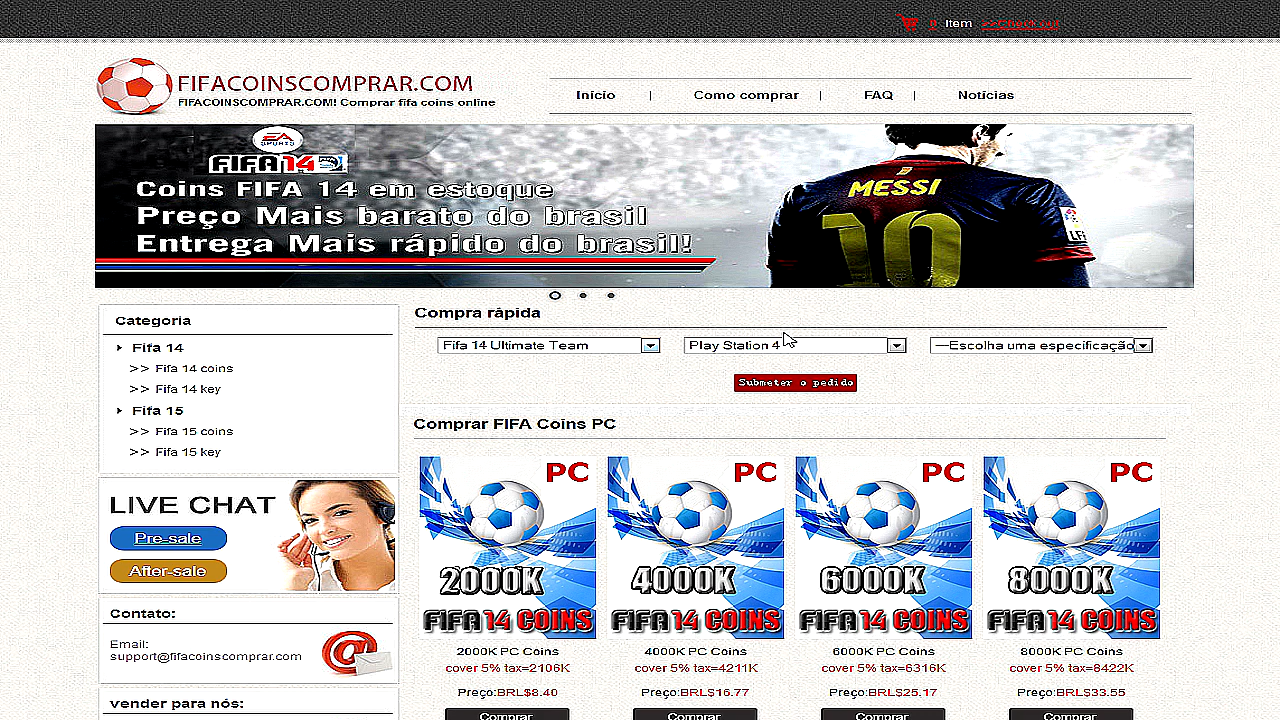 0 Item >>Check out
FIFACOINSCOMPRAR.COM
FIFACOINSCOMPRAR.COM! Comprar fifa coins online
Início | Como comprar | FAQ | Notícias
EA
SPORTS
FIFA14
Coins FIFA 14 em estoque
Preço Mais barato do brasil
Entrega Mais rápido do brasil!
MESSI
10
LFP
Categoria
Fifa 14
>> Fifa 14 coins
>> Fifa 14 key
Fifa 15
>> Fifa 15 coins
>> Fifa 15 key
LIVE CHAT
Pre-sale
After-sale
Contato:
Email:
support@fifacoinscomprar.com
vender para nós:
Compra rápida
Fifa 14 Ultimate Team Play Station 4 —Escolha uma especificação
Submeter o pedido
Comprar FIFA Coins PC
PC PC PC PC
2000K 4000K 6000K 8000K
FIFA 14 COINS FIFA 14 COINS FIFA 14 COINS FIFA 14 COINS
2000K PC Coins 4000K PC Coins 6000K PC Coins 8000K PC Coins
cover 5% tax=2106K cover 5% tax=4211K cover 5% tax=6316K cover 5% tax=8422K
Preço:BRL$8.40 Preço:BRL$16.77 Preço:BRL$25.17 Preço:BRL$33.55
Comprar Comprar Comprar Comprar